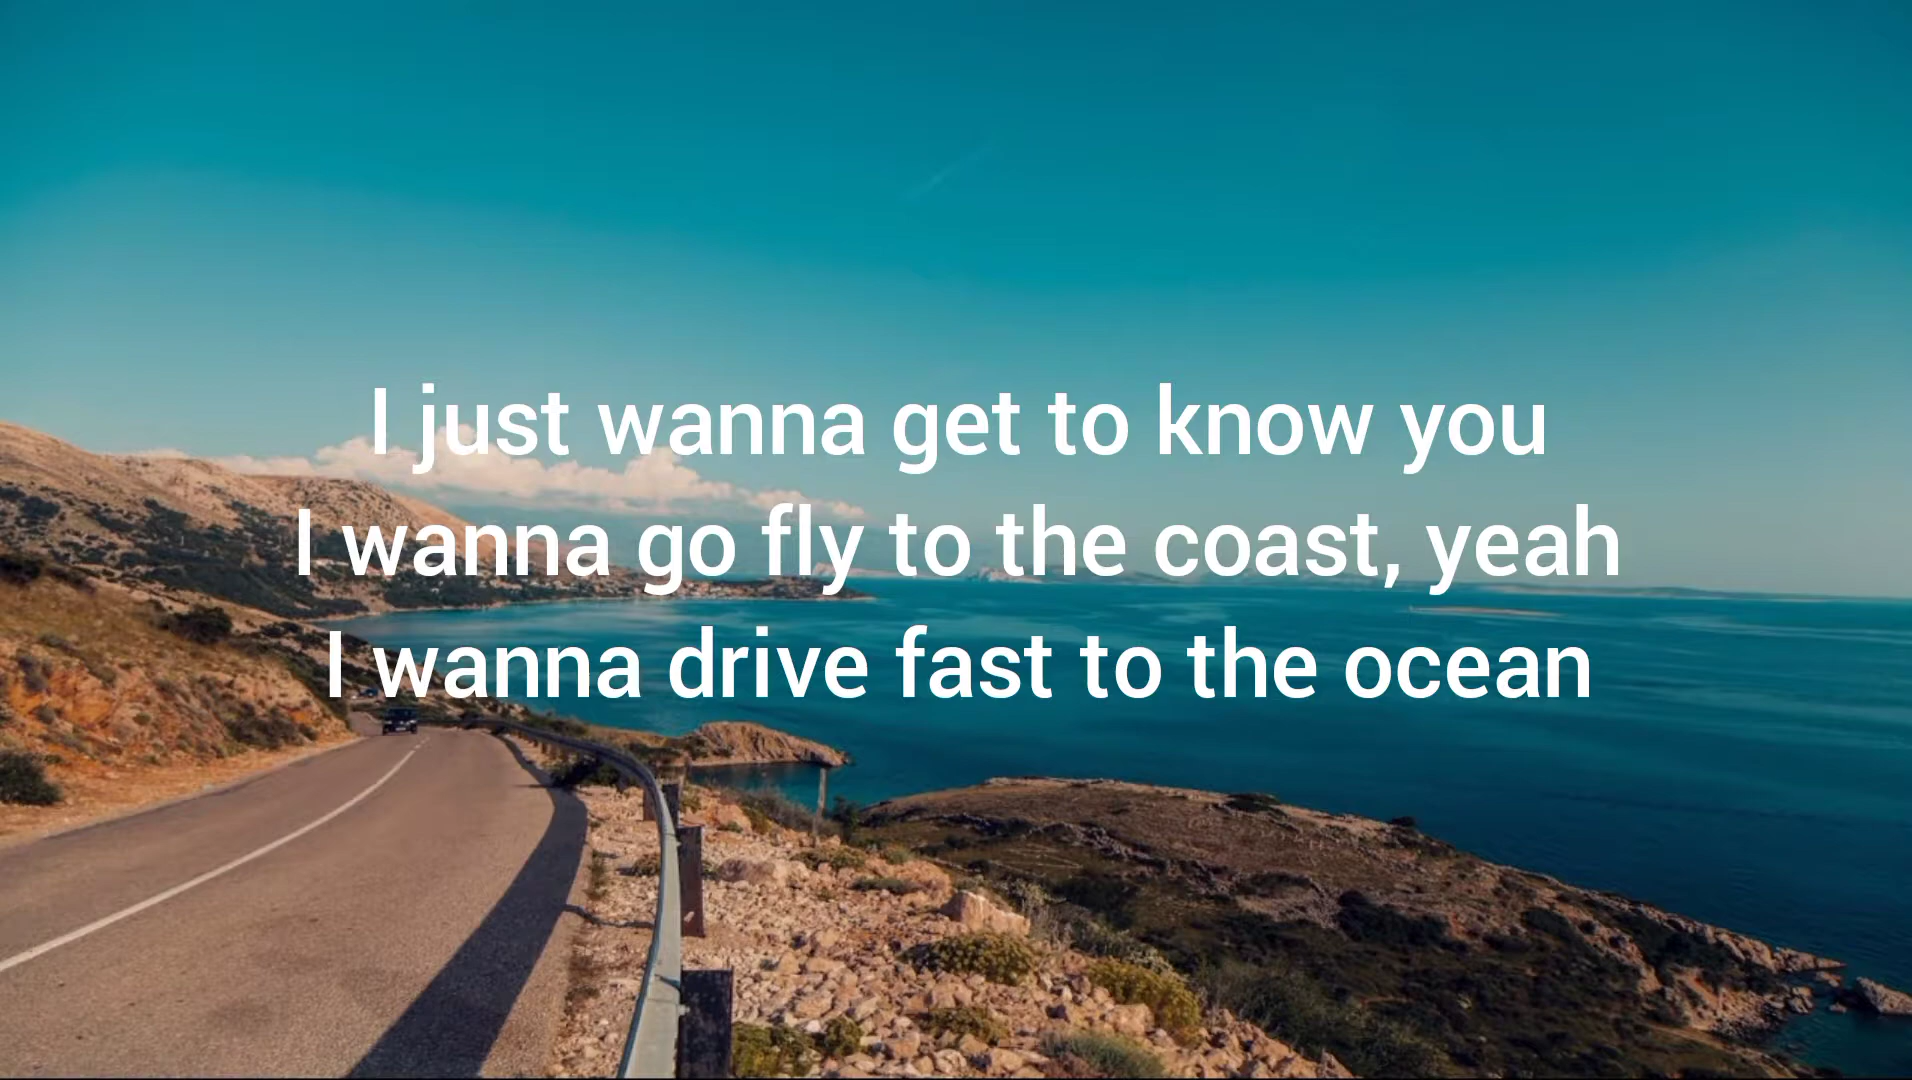 I just wanna get to know you
I wanna go fly to the coast, yeah
I wanna drive fast to the ocean